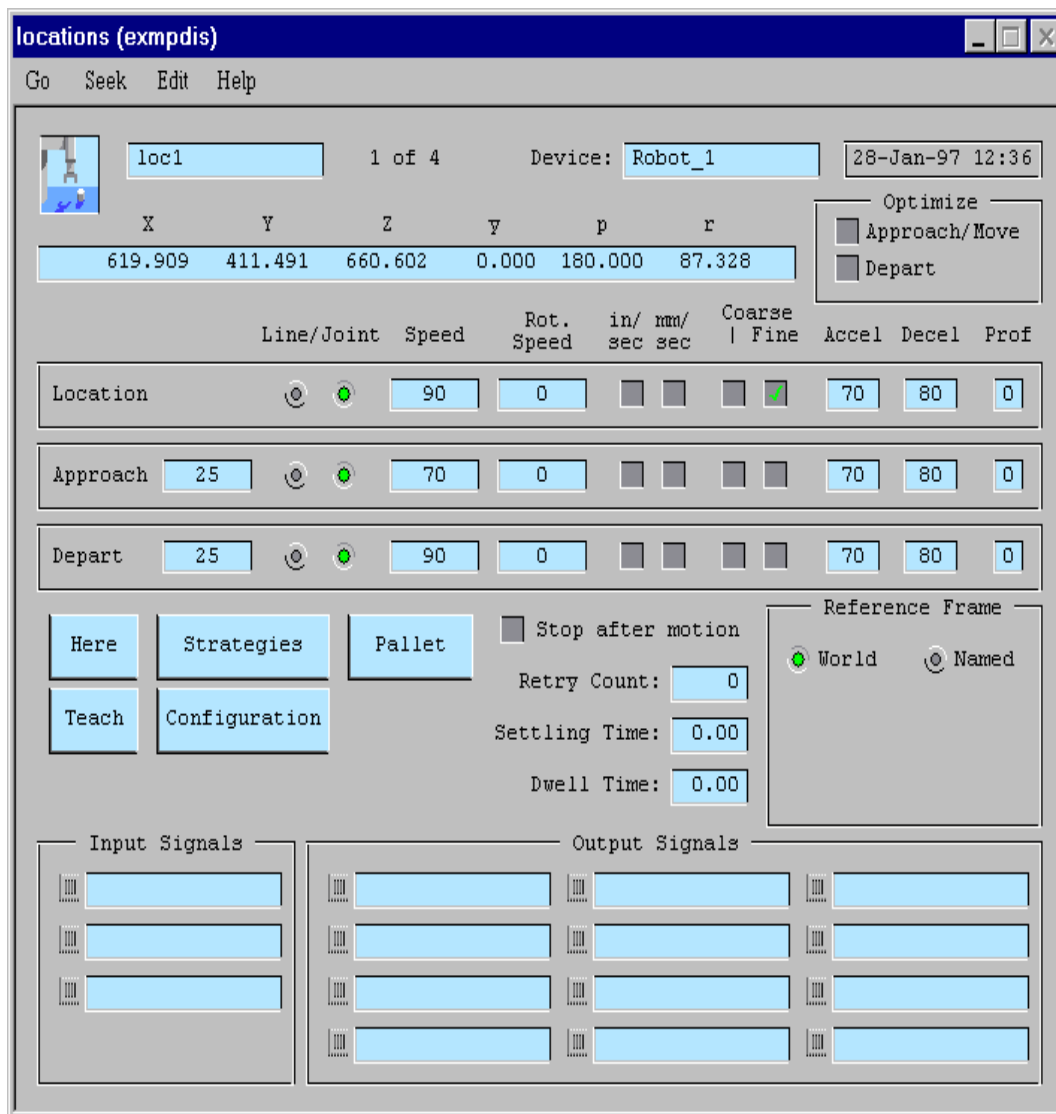 locations (exmpdis)
Go Seek Edit Help
loc1 1 of 4 Device: Robot_1 28-Jan-97 12:36
Optimize
X Y Z y p r
Approach/Move
619.909 411.491 660.602 0.000 180.000 87.328
Depart
Line/Joint Speed Rot. Speed in/sec mm/sec Coarse | Fine Accel Decel Prof
Location 90 0 70 80 0
Approach 25 70 0 70 80 0
Depart 25 90 0 70 80 0
Reference Frame
Here Strategies Pallet Stop after motion
World Named
Retry Count: 0
Teach Configuration
Settling Time: 0.00
Dwell Time: 0.00
Input Signals Output Signals